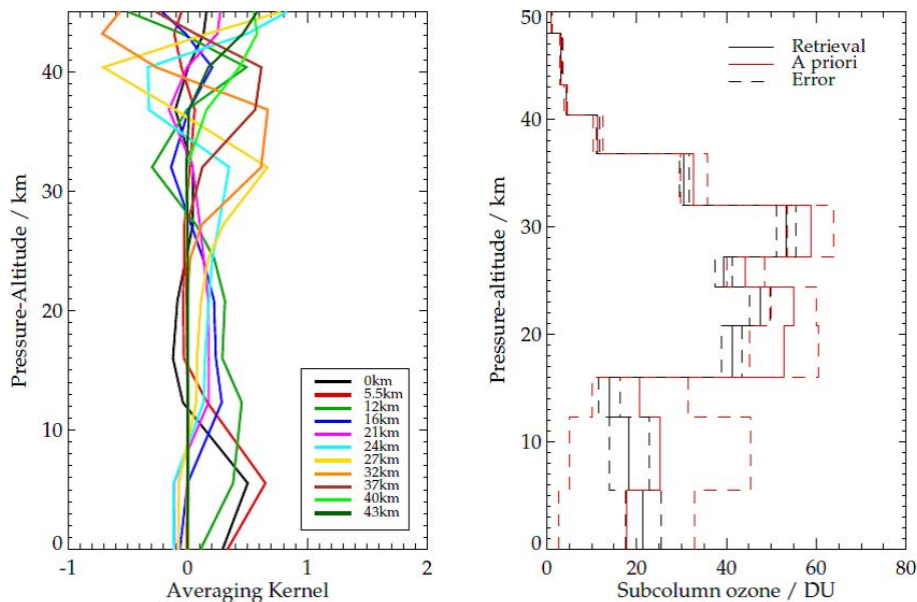 Pressure-Altitude / km
40
30
20
10
0
-1 0 1 2
Averaging Kernel
0km
5.5km
12km
16km
21km
24km
27km
32km
37km
40km
43km
Pressure-altitude / km
50
40
30
20
10
0
0 20 40 60 80
Subcolumn ozone / DU
Retrieval
A priori
Error